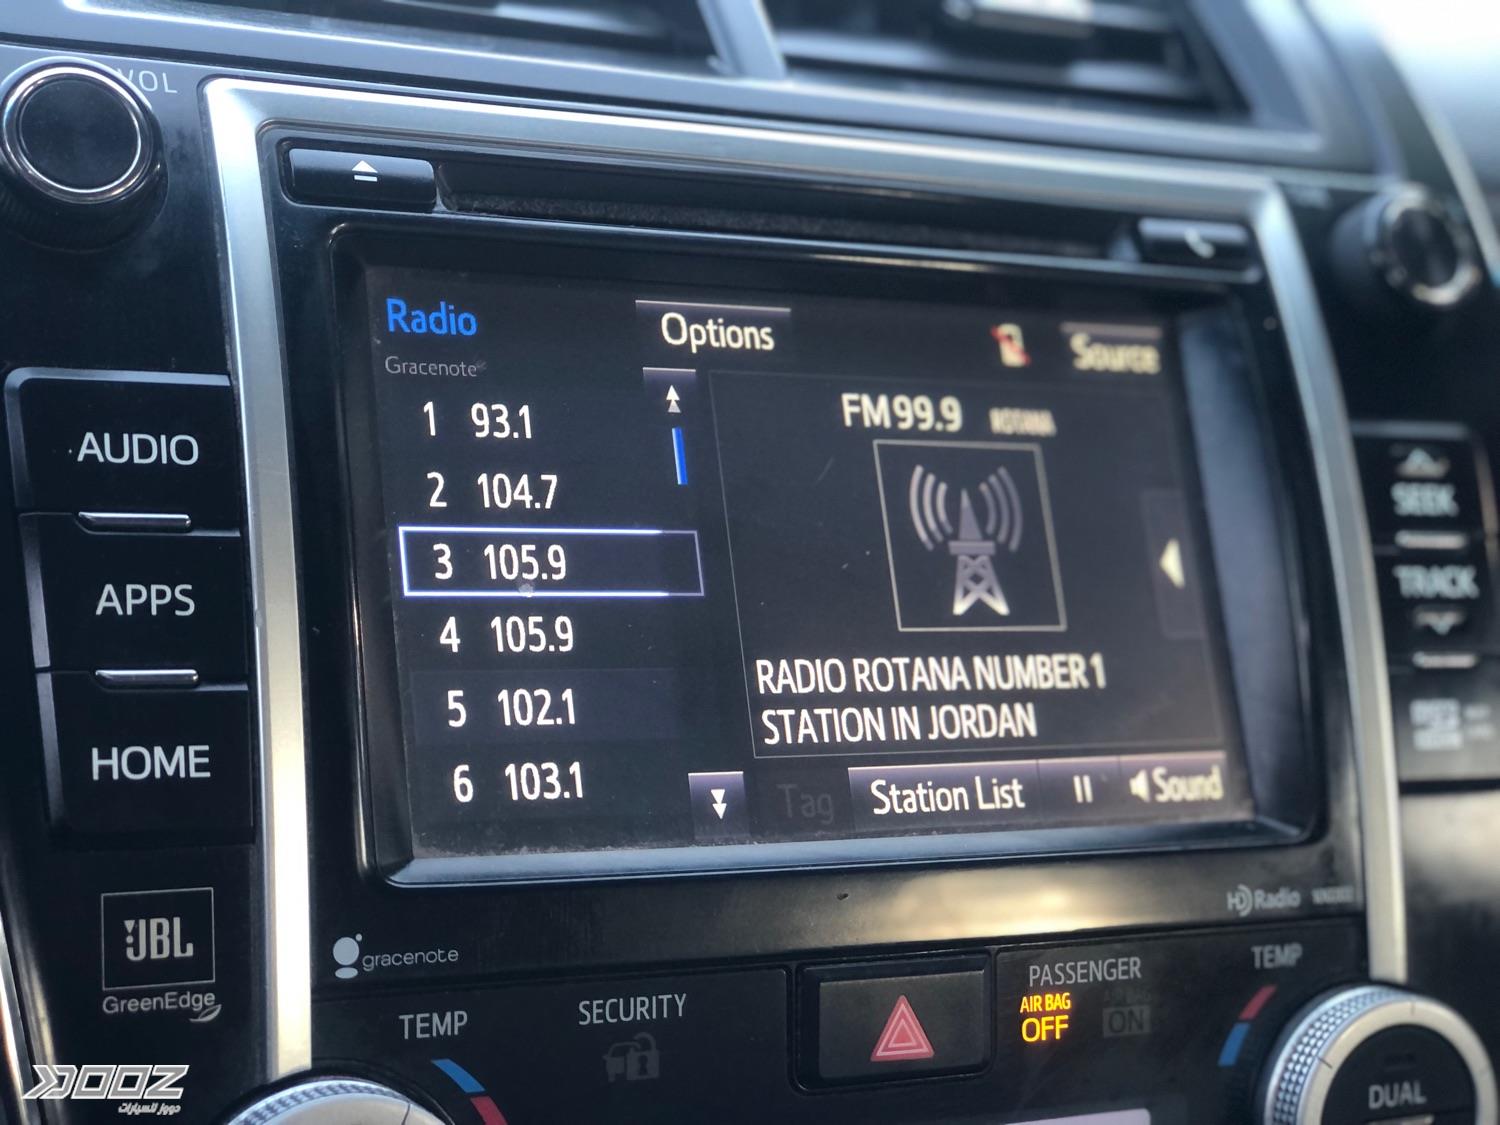 VOL
AUDIO
APPS
HOME
JBL
GreenEdge
Radio
Gracenote
Options
Source
1 93.1
2 104.7
3 105.9
4 105.9
5 102.1
6 103.1
FM 99.9 ROTANA
RADIO ROTANA NUMBER 1
STATION IN JORDAN
Tag
Station List
Sound
SEEK
TRACK
HD Radio
gracenote
TEMP
SECURITY
PASSENGER
AIR BAG
OFF
ON
TEMP
DUAL
DOOZ
دووز للسيارات